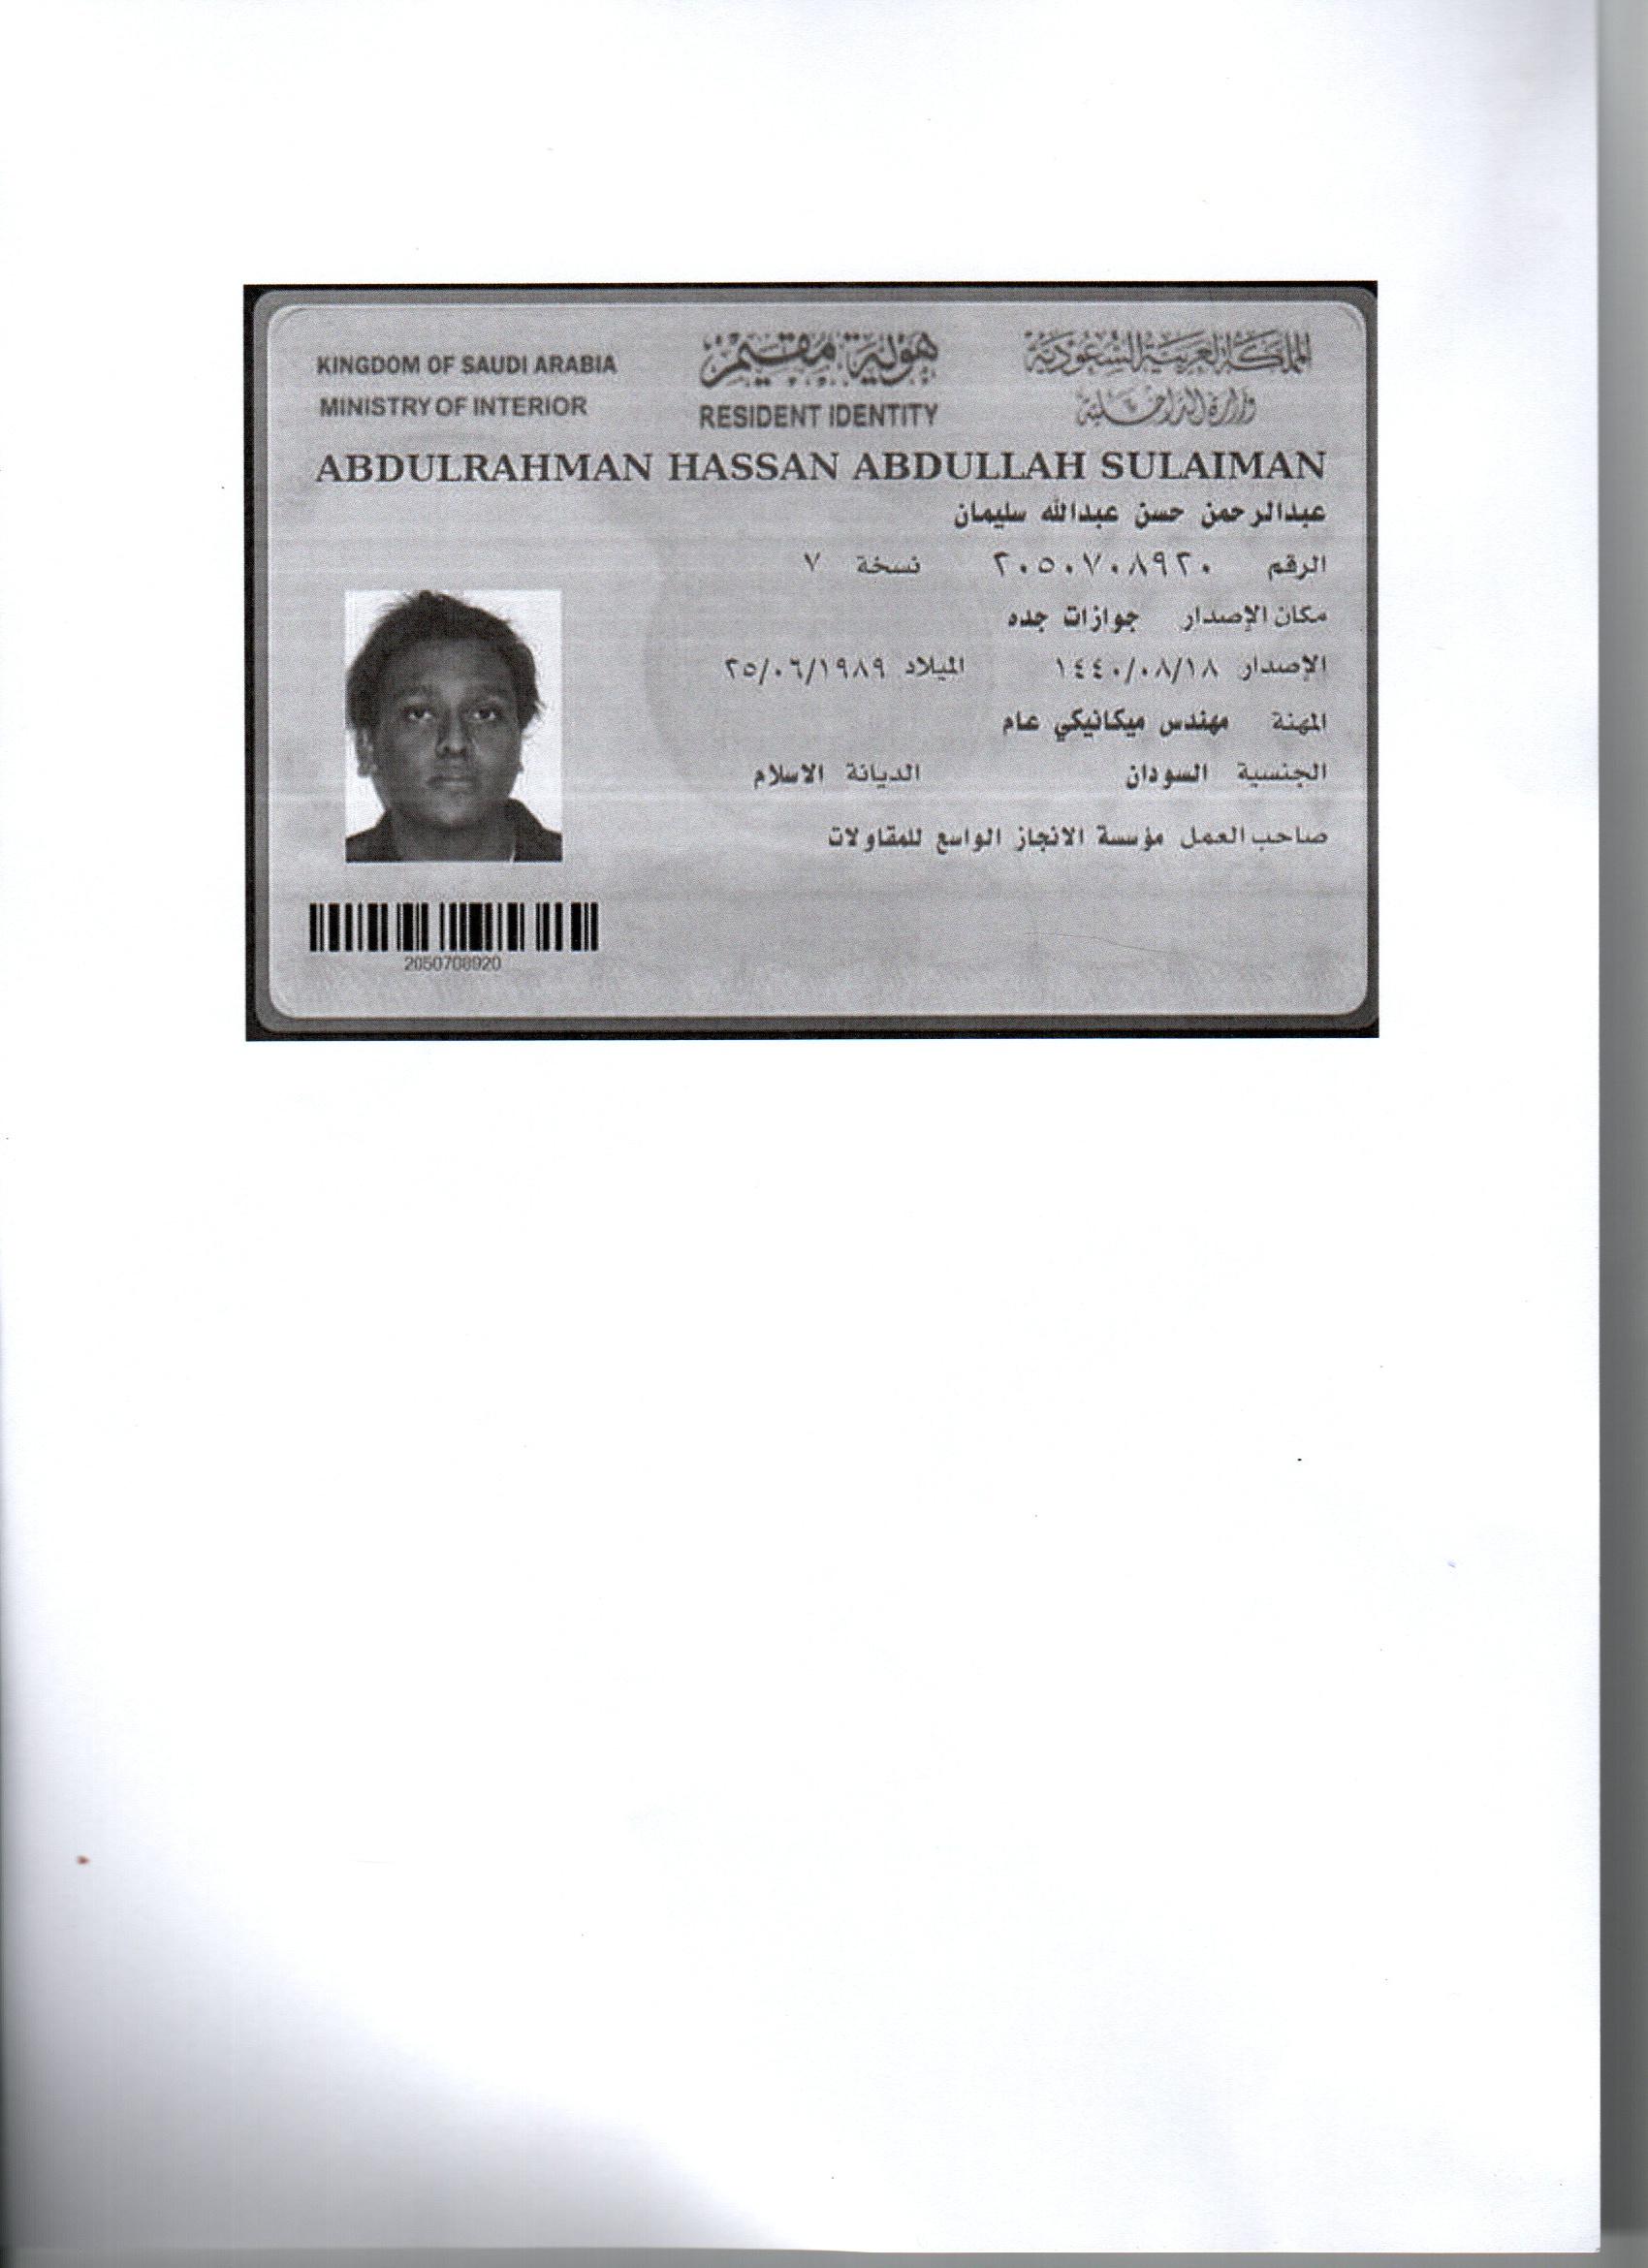 KINGDOM OF SAUDI ARABIA
MINISTRY OF INTERIOR
هوية مقيم
RESIDENT IDENTITY
المملكة العربية السعودية
وزارة الداخلية
ABDULRAHMAN HASSAN ABDULLAH SULAIMAN
عبدالرحمن حسن عبدالله سليمان
الرقم ٢٠٥٠٧٠٨٩٢٠ نسخة ٧
مكان الإصدار جوازات جده
الإصدار ١٤٤٠/٠٨/١٨ الميلاد ٢٥/٠٦/١٩٨٩
المهنة مهندس ميكانيكي عام
الجنسية السودان الديانة الاسلام
صاحب العمل مؤسسة الانجاز الواسع للمقاولات
2050708920